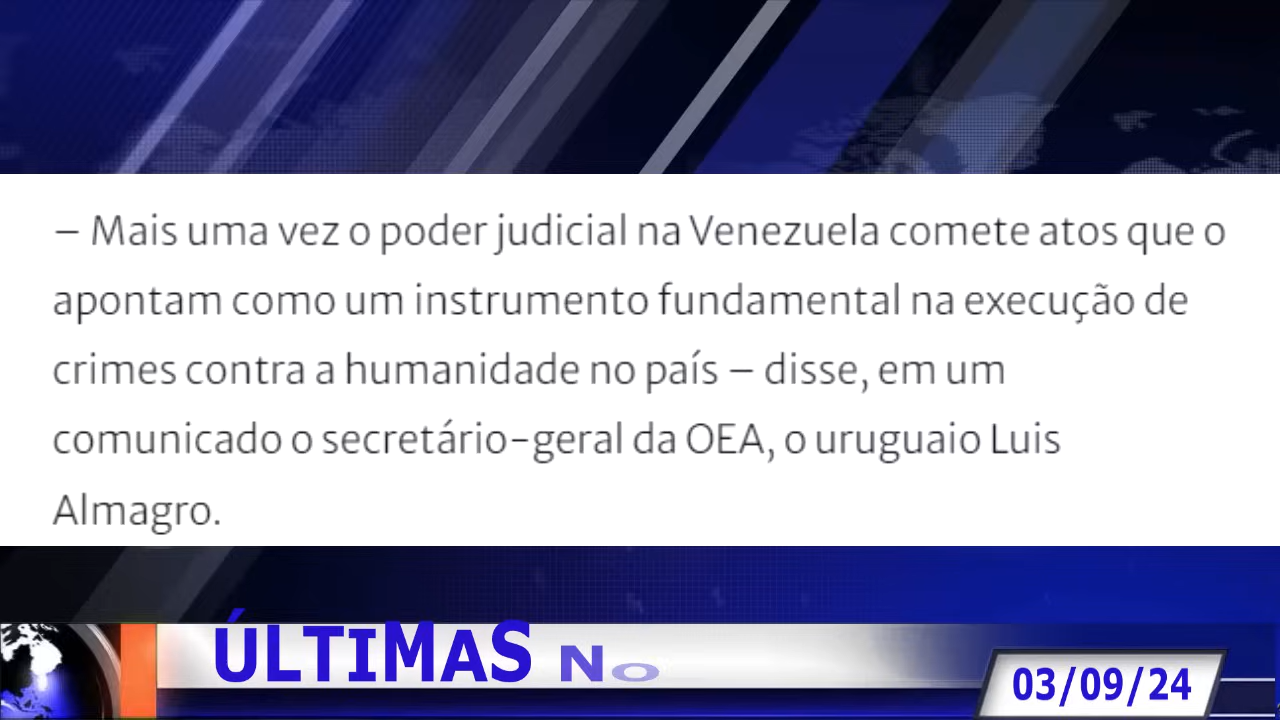 – Mais uma vez o poder judicial na Venezuela comete atos que o
apontam como um instrumento fundamental na execução de
crimes contra a humanidade no país – disse, em um
comunicado o secretário-geral da OEA, o uruguaio Luis
Almagro.
ÚLTIMAS No
03/09/24